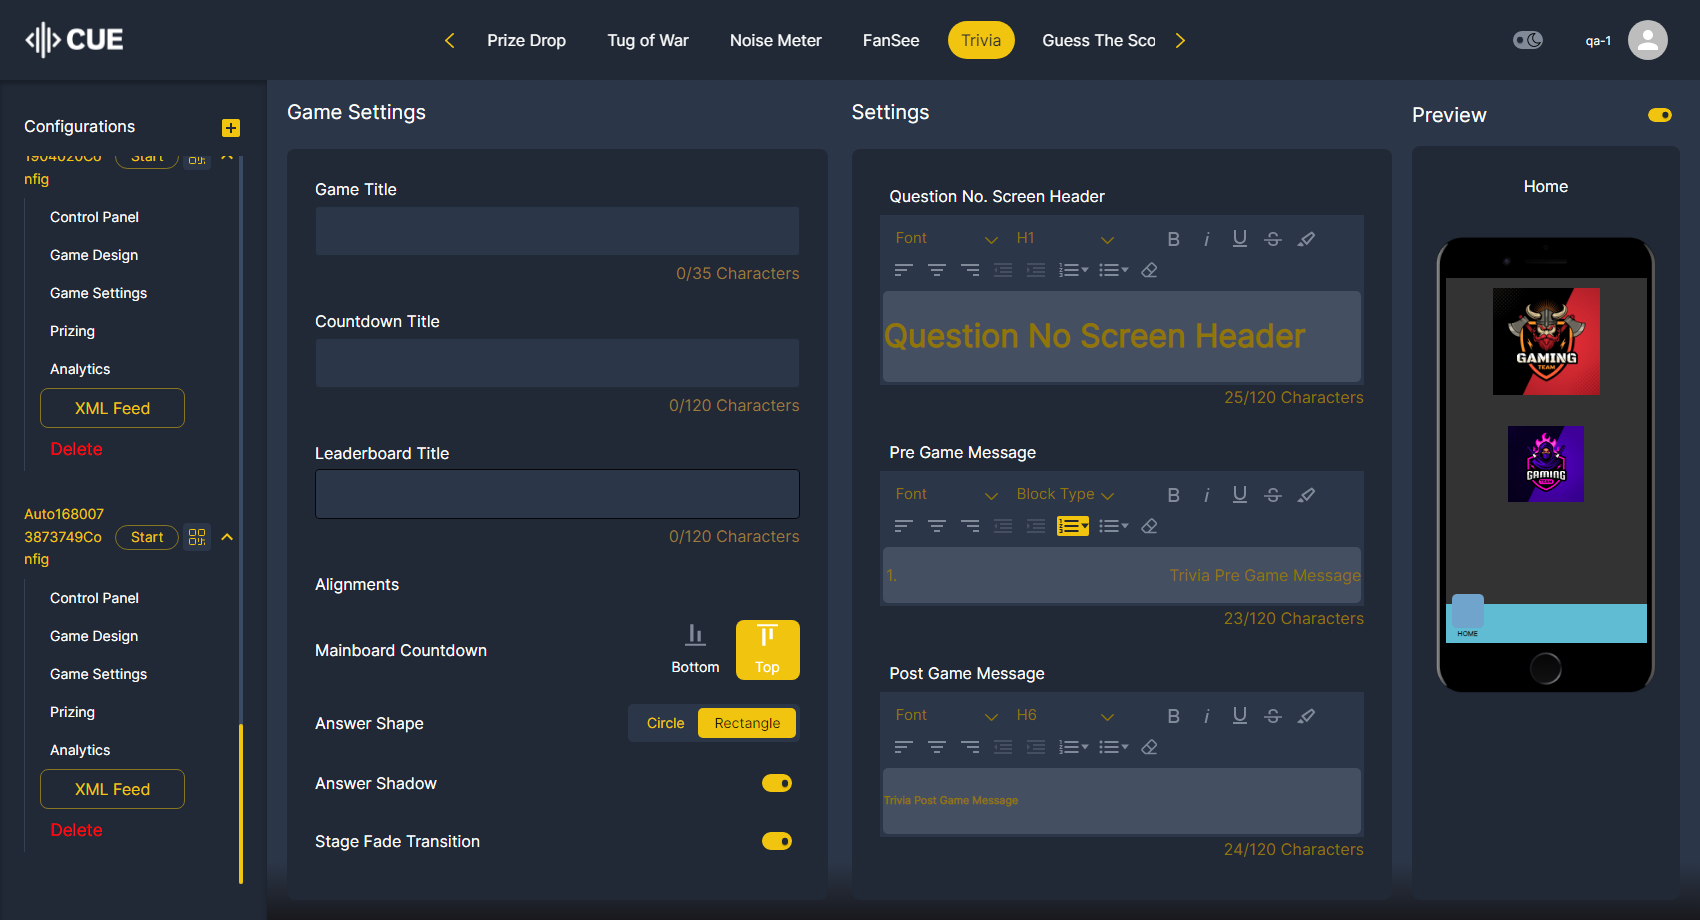 CUE
Prize Drop
Tug of War
Noise Meter
FanSee
Trivia
Guess The Sco
qa-1
Configurations
1904020Co
nfig
Start
Control Panel
Game Design
Game Settings
Prizing
Analytics
XML Feed
Delete
Auto168007
3873749Co
nfig
Start
Control Panel
Game Design
Game Settings
Prizing
Analytics
XML Feed
Delete
Game Settings
Game Title
0/35 Characters
Countdown Title
0/120 Characters
Leaderboard Title
0/120 Characters
Alignments
Mainboard Countdown
Bottom
Top
Answer Shape
Circle
Rectangle
Answer Shadow
Stage Fade Transition
Settings
Question No. Screen Header
Font
H1
B i U S
Question No Screen Header
25/120 Characters
Pre Game Message
Font
Block Type
B i U S
1. Trivia Pre Game Message
23/120 Characters
Post Game Message
Font
H6
B i U S
Trivia Post Game Message
24/120 Characters
Preview
Home
GAMING
TEAM
GAMING
TEAM
HOME